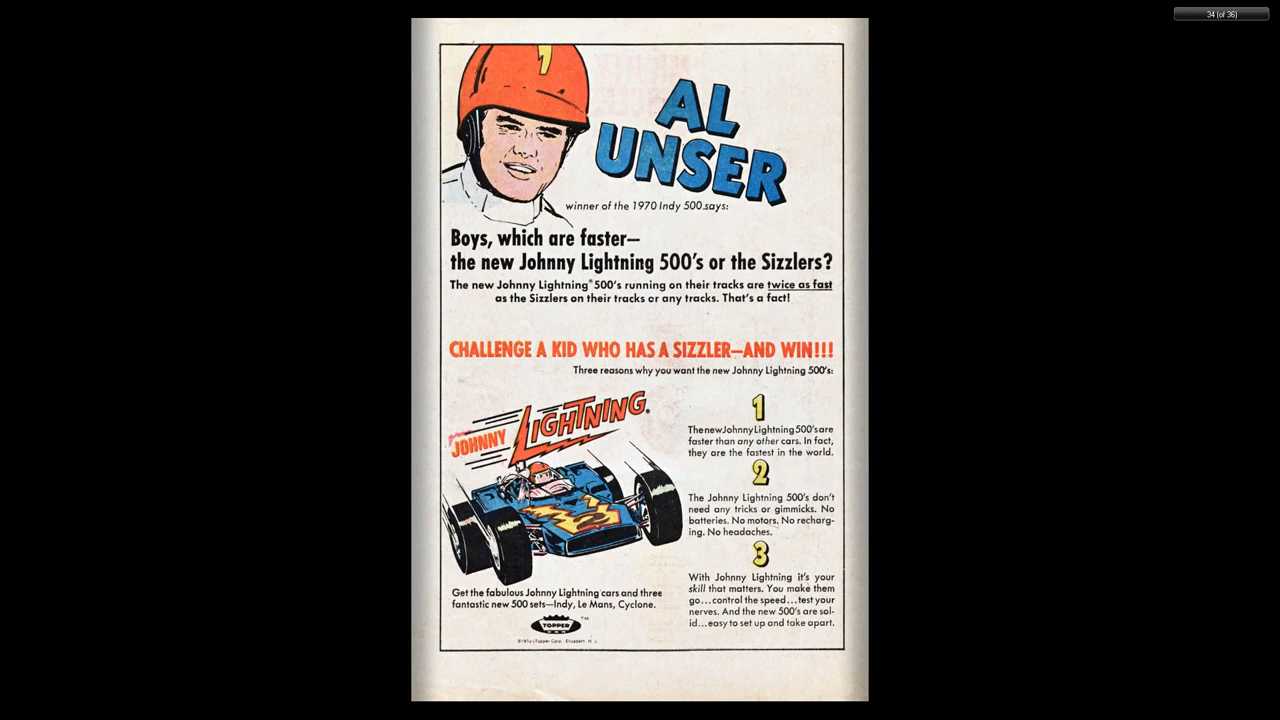 34 (of 36)
AL
UNSER
winner of the 1970 Indy 500 says:
Boys, which are faster—
the new Johnny Lightning 500's or the Sizzlers?
The new Johnny Lightning® 500's running on their tracks are twice as fast
as the Sizzlers on their tracks or any tracks. That's a fact!
CHALLENGE A KID WHO HAS A SIZZLER—AND WIN!!!
Three reasons why you want the new Johnny Lightning 500's:
JOHNNY LIGHTNING®
1
The new Johnny Lightning 500's are
faster than any other cars. In fact,
they are the fastest in the world.
2
The Johnny Lightning 500's don't
need any tricks or gimmicks. No
batteries. No motors. No recharg-
ing. No headaches.
3
With Johnny Lightning it's your
skill that matters. You make them
go...control the speed...test your
nerves. And the new 500's are sol-
id...easy to set up and take apart.
Get the fabulous Johnny Lightning cars and three
fantastic new 500 sets—Indy, Le Mans, Cyclone.
TOPPER ™
Topper Corp., Elizabeth, N.J.